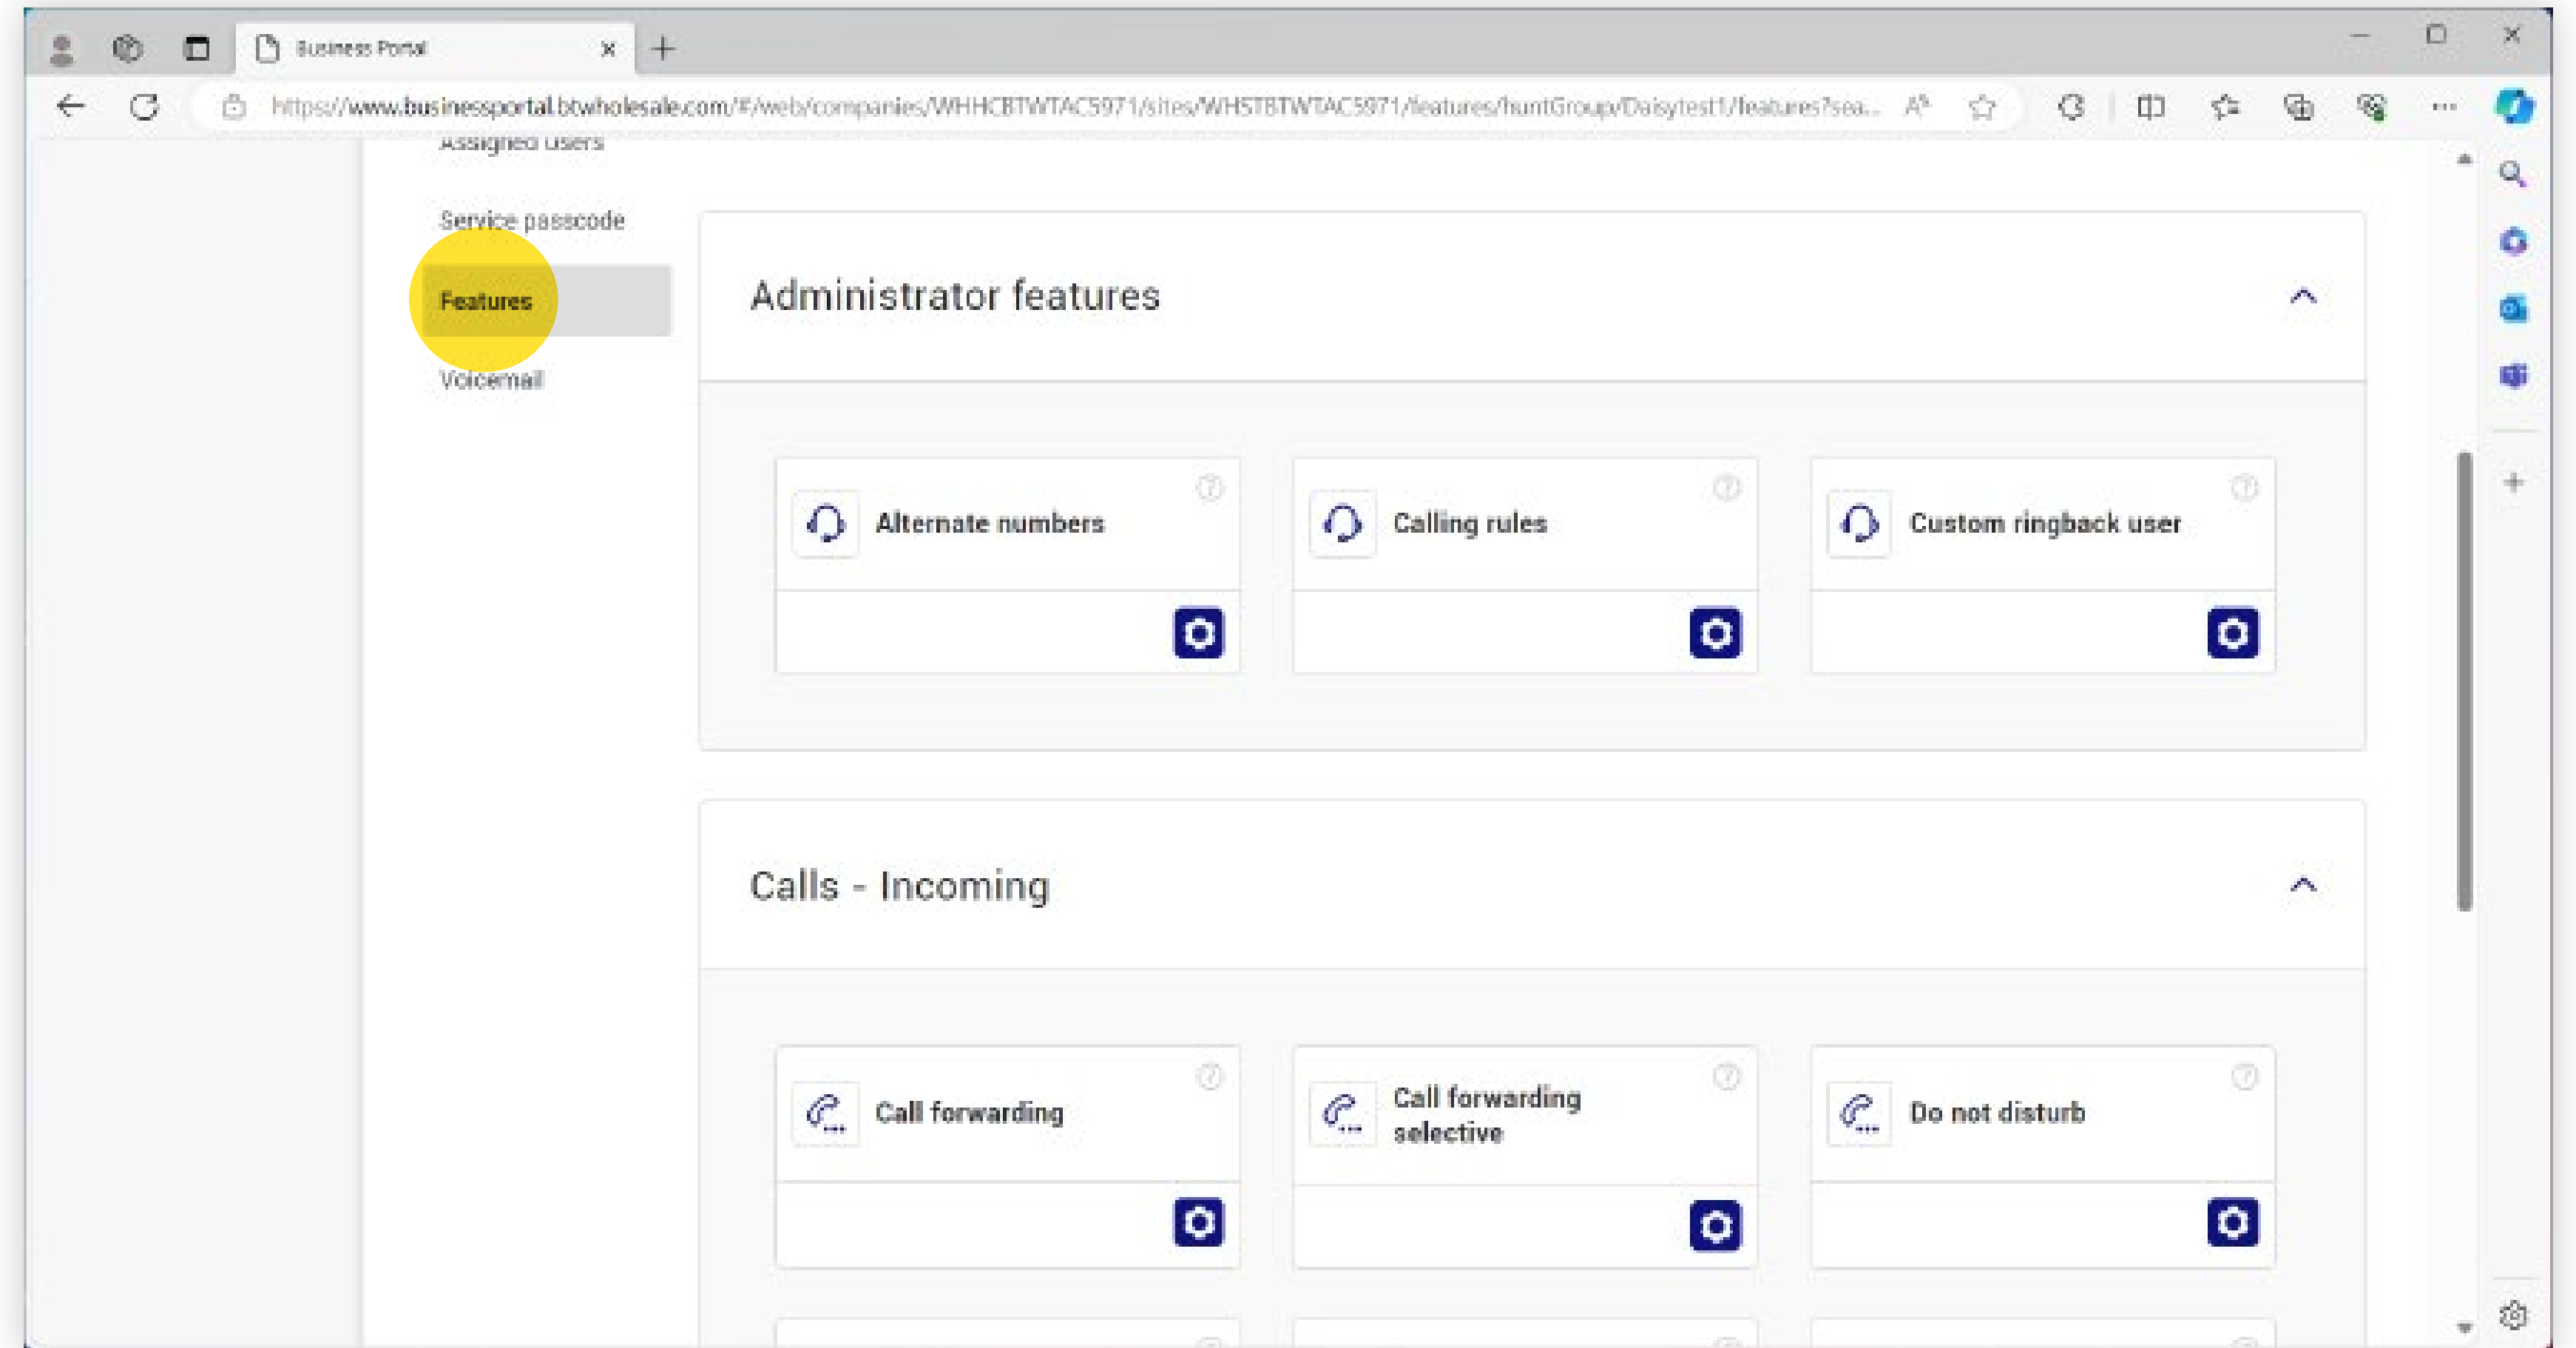 Business Portal
https://www.businessportal.btwholesale.com/#/web/companies/WHHCBTWTAC5971/sites/WHSTBTWTAC5971/features/huntGroup/Daisytest1/features?sea...
Assigned users
Service passcode
Features
Voicemail
Administrator features
Alternate numbers
Calling rules
Custom ringback user
Calls - Incoming
Call forwarding
Call forwarding
selective
Do not disturb